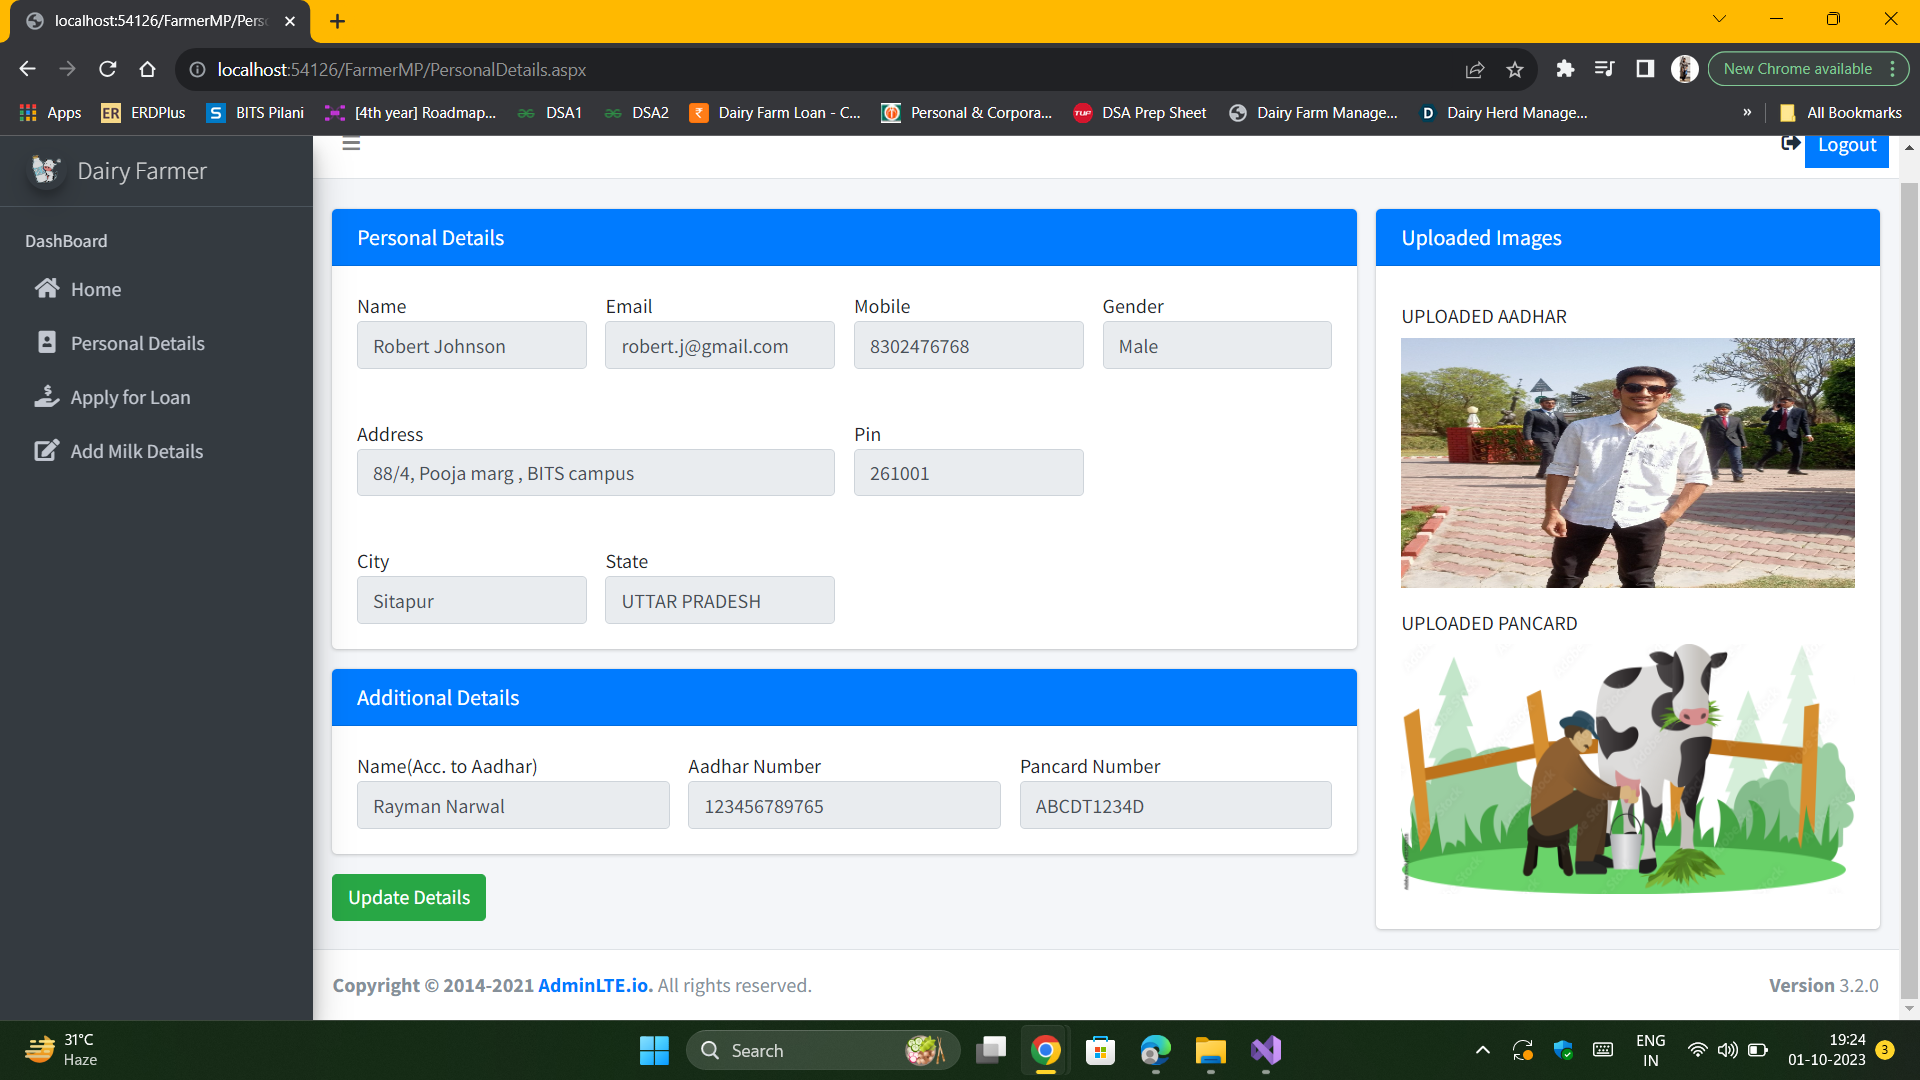 localhost:54126/FarmerMP/Perso
localhost:54126/FarmerMP/PersonalDetails.aspx
New Chrome available
Apps
ER ERDPlus
S BITS Pilani
[4th year] Roadmap...
DSA1
DSA2
₹ Dairy Farm Loan - C...
Personal & Corpora...
TUF DSA Prep Sheet
Dairy Farm Manage...
D Dairy Herd Manage...
»
All Bookmarks
Dairy Farmer
Logout
DashBoard
Home
Personal Details
Apply for Loan
Add Milk Details
Personal Details
Name Email Mobile Gender
Robert Johnson robert.j@gmail.com 8302476768 Male
Address Pin
88/4, Pooja marg , BITS campus 261001
City State
Sitapur UTTAR PRADESH
Additional Details
Name(Acc. to Aadhar) Aadhar Number Pancard Number
Rayman Narwal 123456789765 ABCDT1234D
Update Details
Uploaded Images
UPLOADED AADHAR
UPLOADED PANCARD
Copyright © 2014-2021 AdminLTE.io. All rights reserved.
Version 3.2.0
31°C
Haze
Search
ENG
IN
19:24
01-10-2023
3